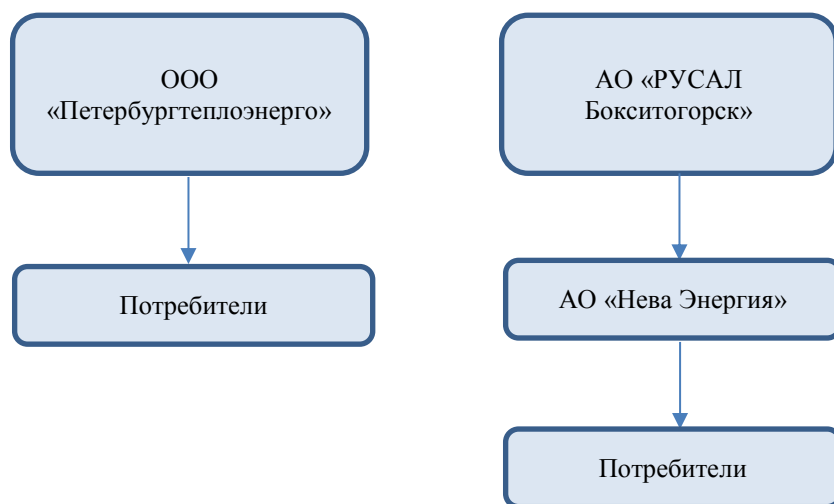 ООО
«Петербургтеплоэнерго»
Потребители
АО «РУСАЛ
Бокситогорск»
АО «Нева Энергия»
Потребители